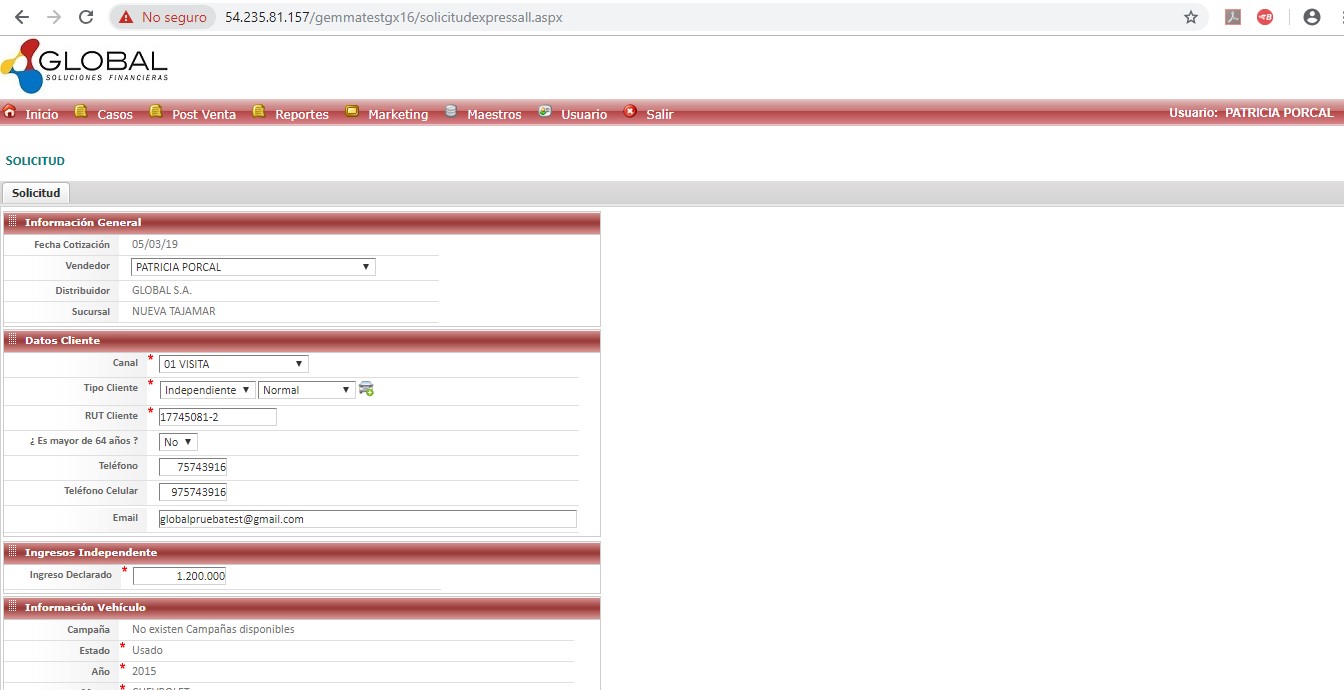 No seguro 54.235.81.157/gemmatestgx16/solicitudexpressall.aspx
GLOBAL
SOLUCIONES FINANCIERAS
Inicio Casos Post Venta Reportes Marketing Maestros Usuario Salir Usuario: PATRICIA PORCAL
SOLICITUD
Solicitud
Información General
Fecha Cotización 05/03/19
Vendedor PATRICIA PORCAL
Distribuidor GLOBAL S.A.
Sucursal NUEVA TAJAMAR
Datos Cliente
Canal * 01 VISITA
Tipo Cliente * Independiente Normal
RUT Cliente * 17745081-2
¿ Es mayor de 64 años ? No
Teléfono 75743916
Teléfono Celular 975743916
Email globalpruebatest@gmail.com
Ingresos Independente
Ingreso Declarado * 1.200.000
Información Vehículo
Campaña No existen Campañas disponibles
Estado * Usado
Año * 2015
* CHEVROLET